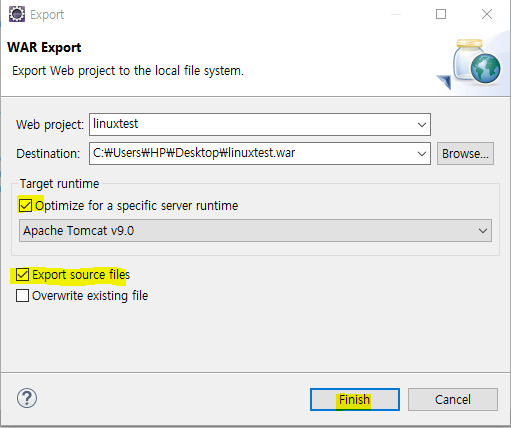 Export
WAR Export
Export Web project to the local file system.
Web project: linuxtest
Destination: C:₩Users₩HP₩Desktop₩linuxtest.war Browse...
Target runtime
Optimize for a specific server runtime
Apache Tomcat v9.0
Export source files
Overwrite existing file
? Finish Cancel